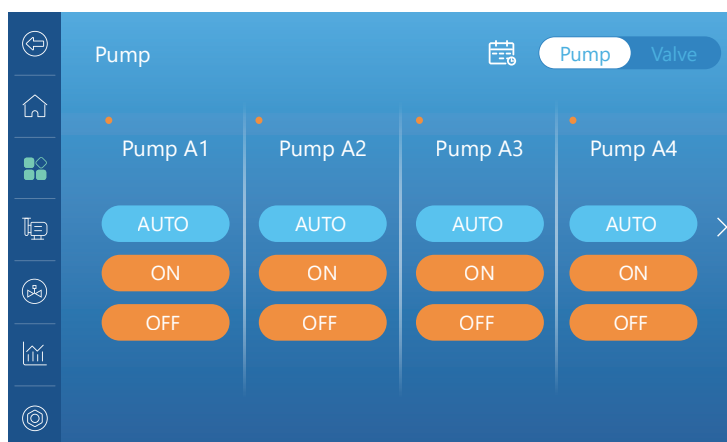 Pump
Pump Valve
Pump A1 Pump A2 Pump A3 Pump A4
AUTO AUTO AUTO AUTO
ON ON ON ON
OFF OFF OFF OFF